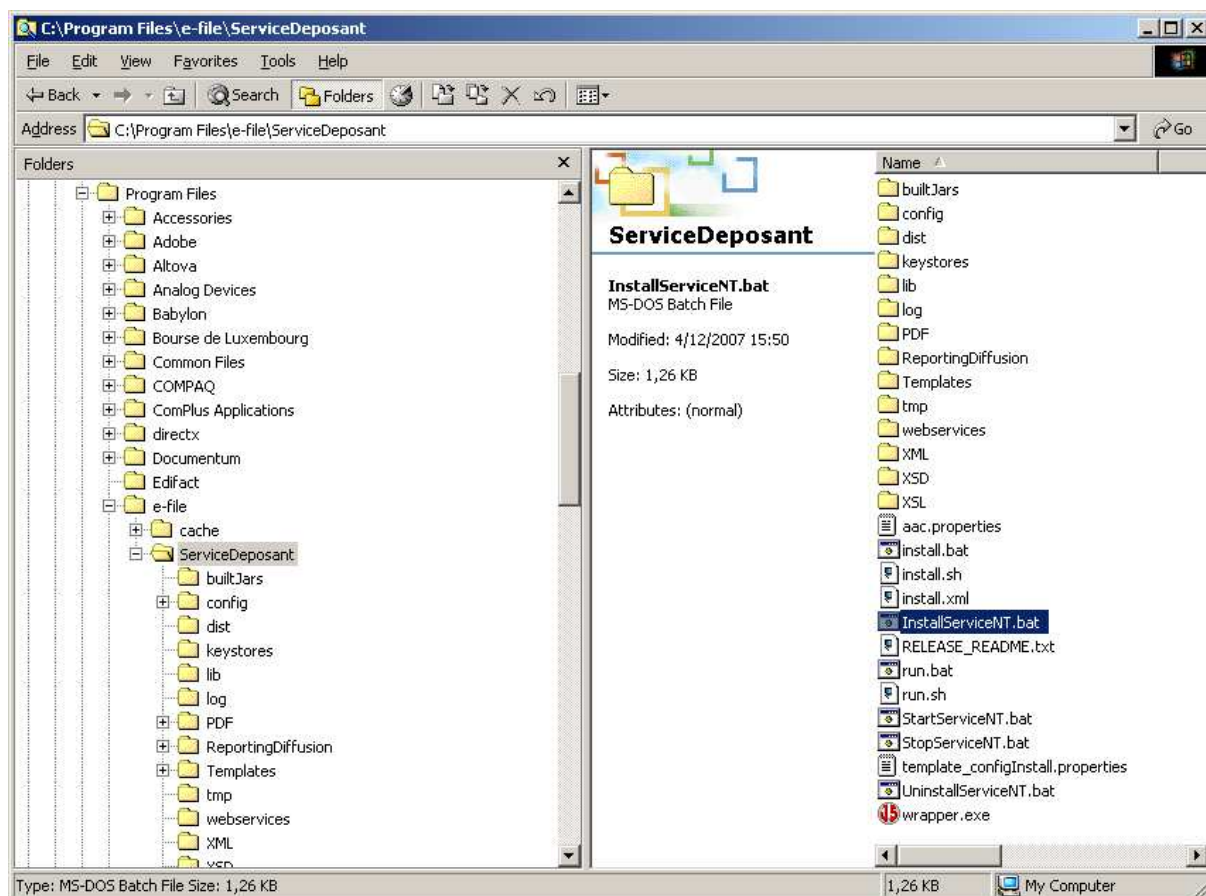 C:\Program Files\e-file\ServiceDeposant
File Edit View Favorites Tools Help
Back Search Folders
Address C:\Program Files\e-file\ServiceDeposant Go
Folders
Program Files
Accessories
Adobe
Altova
Analog Devices
Babylon
Bourse de Luxembourg
Common Files
COMPAQ
ComPlus Applications
directx
Documentum
Edifact
e-file
cache
ServiceDeposant
builtJars
config
dist
keystores
lib
log
PDF
ReportingDiffusion
Templates
tmp
webservices
XML
XSD
ServiceDeposant
InstallServiceNT.bat
MS-DOS Batch File
Modified: 4/12/2007 15:50
Size: 1,26 KB
Attributes: (normal)
Name
builtJars
config
dist
keystores
lib
log
PDF
ReportingDiffusion
Templates
tmp
webservices
XML
XSD
XSL
aac.properties
install.bat
install.sh
install.xml
InstallServiceNT.bat
RELEASE_README.txt
run.bat
run.sh
StartServiceNT.bat
StopServiceNT.bat
template_configInstall.properties
UninstallServiceNT.bat
wrapper.exe
Type: MS-DOS Batch File Size: 1,26 KB 1,26 KB My Computer